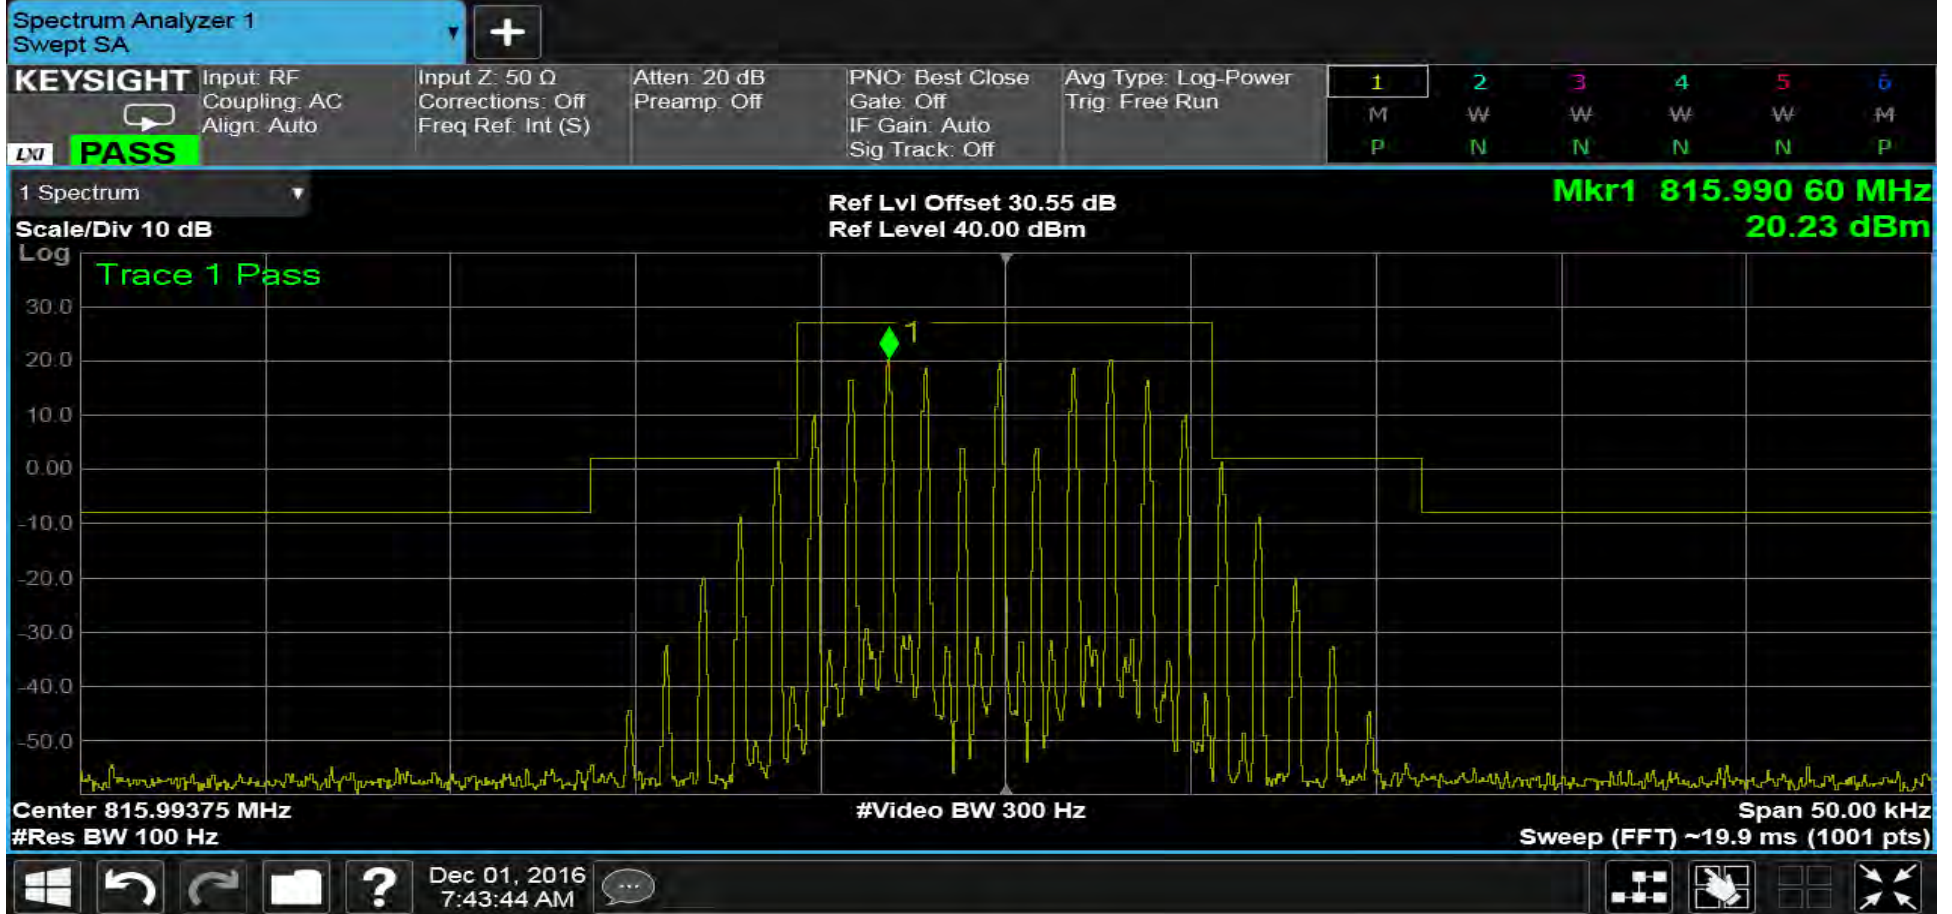 Spectrum Analyzer 1
Swept SA
+
KEYSIGHT
LXI PASS
Input: RF
Coupling: AC
Align: Auto
Input Z: 50 Ω
Corrections: Off
Freq Ref: Int (S)
Atten: 20 dB
Preamp: Off
PNO: Best Close
Gate: Off
IF Gain: Auto
Sig Track: Off
Avg Type: Log-Power
Trig: Free Run
1 2 3 4 5 6
M W W W W M
P N N N N P
1 Spectrum
Scale/Div 10 dB
Log
Ref Lvl Offset 30.55 dB
Ref Level 40.00 dBm
Mkr1 815.990 60 MHz
20.23 dBm
Trace 1 Pass
1
30.0
20.0
10.0
0.00
-10.0
-20.0
-30.0
-40.0
-50.0
Center 815.99375 MHz
#Res BW 100 Hz
#Video BW 300 Hz
Span 50.00 kHz
Sweep (FFT) ~19.9 ms (1001 pts)
?
Dec 01, 2016
7:43:44 AM